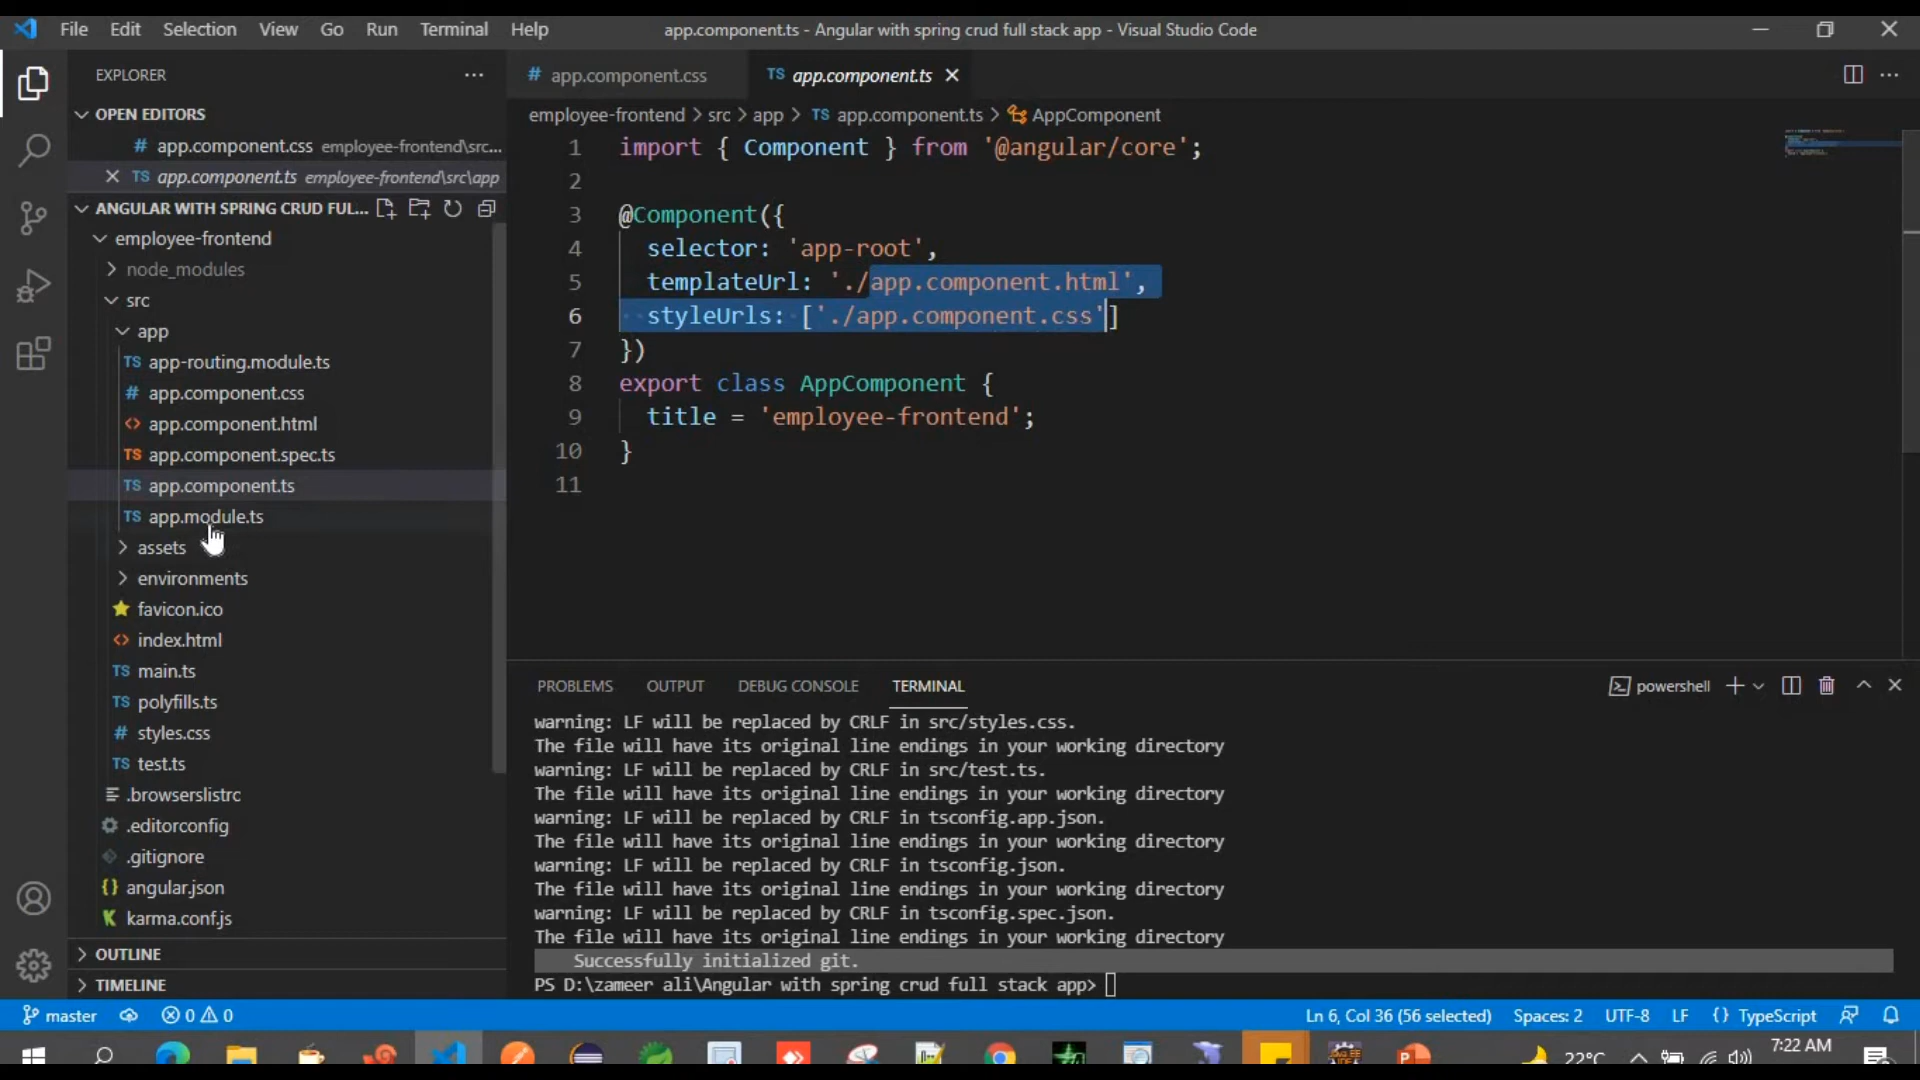 File Edit Selection View Go Run Terminal Help
app.component.ts - Angular with spring crud full stack app - Visual Studio Code
EXPLORER
OPEN EDITORS
# app.component.css employee-frontend\src...
TS app.component.ts employee-frontend\src\app
ANGULAR WITH SPRING CRUD FUL...
employee-frontend
node_modules
src
app
TS app-routing.module.ts
# app.component.css
<> app.component.html
TS app.component.spec.ts
TS app.component.ts
TS app.module.ts
assets
environments
favicon.ico
<> index.html
TS main.ts
TS polyfills.ts
# styles.css
TS test.ts
.browserslistrc
.editorconfig
.gitignore
{} angular.json
K karma.conf.js
OUTLINE
TIMELINE
# app.component.css
TS app.component.ts
employee-frontend > src > app > TS app.component.ts > AppComponent
1 import { Component } from '@angular/core';
2
3 @Component({
4 selector: 'app-root',
5 templateUrl: './app.component.html',
6 styleUrls: ['./app.component.css']
7 })
8 export class AppComponent {
9 title = 'employee-frontend';
10 }
11
PROBLEMS OUTPUT DEBUG CONSOLE TERMINAL
powershell
warning: LF will be replaced by CRLF in src/styles.css.
The file will have its original line endings in your working directory
warning: LF will be replaced by CRLF in src/test.ts.
The file will have its original line endings in your working directory
warning: LF will be replaced by CRLF in tsconfig.app.json.
The file will have its original line endings in your working directory
warning: LF will be replaced by CRLF in tsconfig.json.
The file will have its original line endings in your working directory
warning: LF will be replaced by CRLF in tsconfig.spec.json.
The file will have its original line endings in your working directory
Successfully initialized git.
PS D:\zameer ali\Angular with spring crud full stack app>
master 0 0
Ln 6, Col 36 (56 selected) Spaces: 2 UTF-8 LF {} TypeScript
22°C
7:22 AM